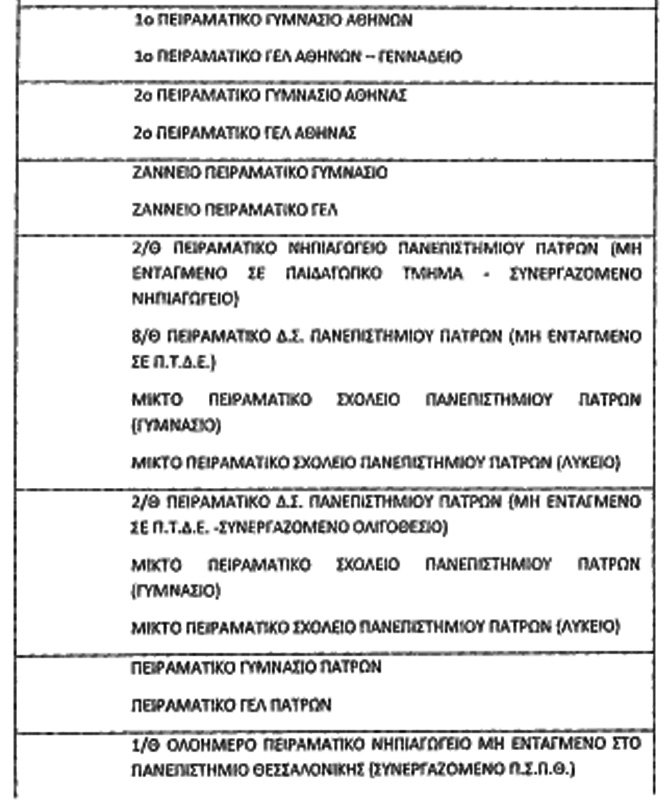 1ο ΠΕΙΡΑΜΑΤΙΚΟ ΓΥΜΝΑΣΙΟ ΑΘΗΝΩΝ
1ο ΠΕΙΡΑΜΑΤΙΚΟ ΓΕΛ ΑΘΗΝΩΝ – ΓΕΝΝΑΔΕΙΟ
2ο ΠΕΙΡΑΜΑΤΙΚΟ ΓΥΜΝΑΣΙΟ ΑΘΗΝΑΣ
2ο ΠΕΙΡΑΜΑΤΙΚΟ ΓΕΛ ΑΘΗΝΑΣ
ΖΑΝΝΕΙΟ ΠΕΙΡΑΜΑΤΙΚΟ ΓΥΜΝΑΣΙΟ
ΖΑΝΝΕΙΟ ΠΕΙΡΑΜΑΤΙΚΟ ΓΕΛ
2/Θ ΠΕΙΡΑΜΑΤΙΚΟ ΝΗΠΙΑΓΩΓΕΙΟ ΠΑΝΕΠΙΣΤΗΜΙΟΥ ΠΑΤΡΩΝ (ΜΗ
ΕΝΤΑΓΜΕΝΟ ΣΕ ΠΑΙΔΑΓΩΓΙΚΟ ΤΜΗΜΑ - ΣΥΝΕΡΓΑΖΟΜΕΝΟ
ΝΗΠΙΑΓΩΓΕΙΟ)
8/Θ ΠΕΙΡΑΜΑΤΙΚΟ Δ.Σ. ΠΑΝΕΠΙΣΤΗΜΙΟΥ ΠΑΤΡΩΝ (ΜΗ ΕΝΤΑΓΜΕΝΟ
ΣΕ Π.Τ.Δ.Ε.)
ΜΙΚΤΟ ΠΕΙΡΑΜΑΤΙΚΟ ΣΧΟΛΕΙΟ ΠΑΝΕΠΙΣΤΗΜΙΟΥ ΠΑΤΡΩΝ
(ΓΥΜΝΑΣΙΟ)
ΜΙΚΤΟ ΠΕΙΡΑΜΑΤΙΚΟ ΣΧΟΛΕΙΟ ΠΑΝΕΠΙΣΤΗΜΙΟΥ ΠΑΤΡΩΝ (ΛΥΚΕΙΟ)
2/Θ ΠΕΙΡΑΜΑΤΙΚΟ Δ.Σ. ΠΑΝΕΠΙΣΤΗΜΙΟΥ ΠΑΤΡΩΝ (ΜΗ ΕΝΤΑΓΜΕΝΟ
ΣΕ Π.Τ.Δ.Ε. -ΣΥΝΕΡΓΑΖΟΜΕΝΟ ΟΛΙΓΟΘΕΣΙΟ)
ΜΙΚΤΟ ΠΕΙΡΑΜΑΤΙΚΟ ΣΧΟΛΕΙΟ ΠΑΝΕΠΙΣΤΗΜΙΟΥ ΠΑΤΡΩΝ
(ΓΥΜΝΑΣΙΟ)
ΜΙΚΤΟ ΠΕΙΡΑΜΑΤΙΚΟ ΣΧΟΛΕΙΟ ΠΑΝΕΠΙΣΤΗΜΙΟΥ ΠΑΤΡΩΝ (ΛΥΚΕΙΟ)
ΠΕΙΡΑΜΑΤΙΚΟ ΓΥΜΝΑΣΙΟ ΠΑΤΡΩΝ
ΠΕΙΡΑΜΑΤΙΚΟ ΓΕΛ ΠΑΤΡΩΝ
1/Θ ΟΛΟΗΜΕΡΟ ΠΕΙΡΑΜΑΤΙΚΟ ΝΗΠΙΑΓΩΓΕΙΟ ΜΗ ΕΝΤΑΓΜΕΝΟ ΣΤΟ
ΠΑΝΕΠΙΣΤΗΜΙΟ ΘΕΣΣΑΛΟΝΙΚΗΣ (ΣΥΝΕΡΓΑΖΟΜΕΝΟ Π.Σ.Π.Θ.)